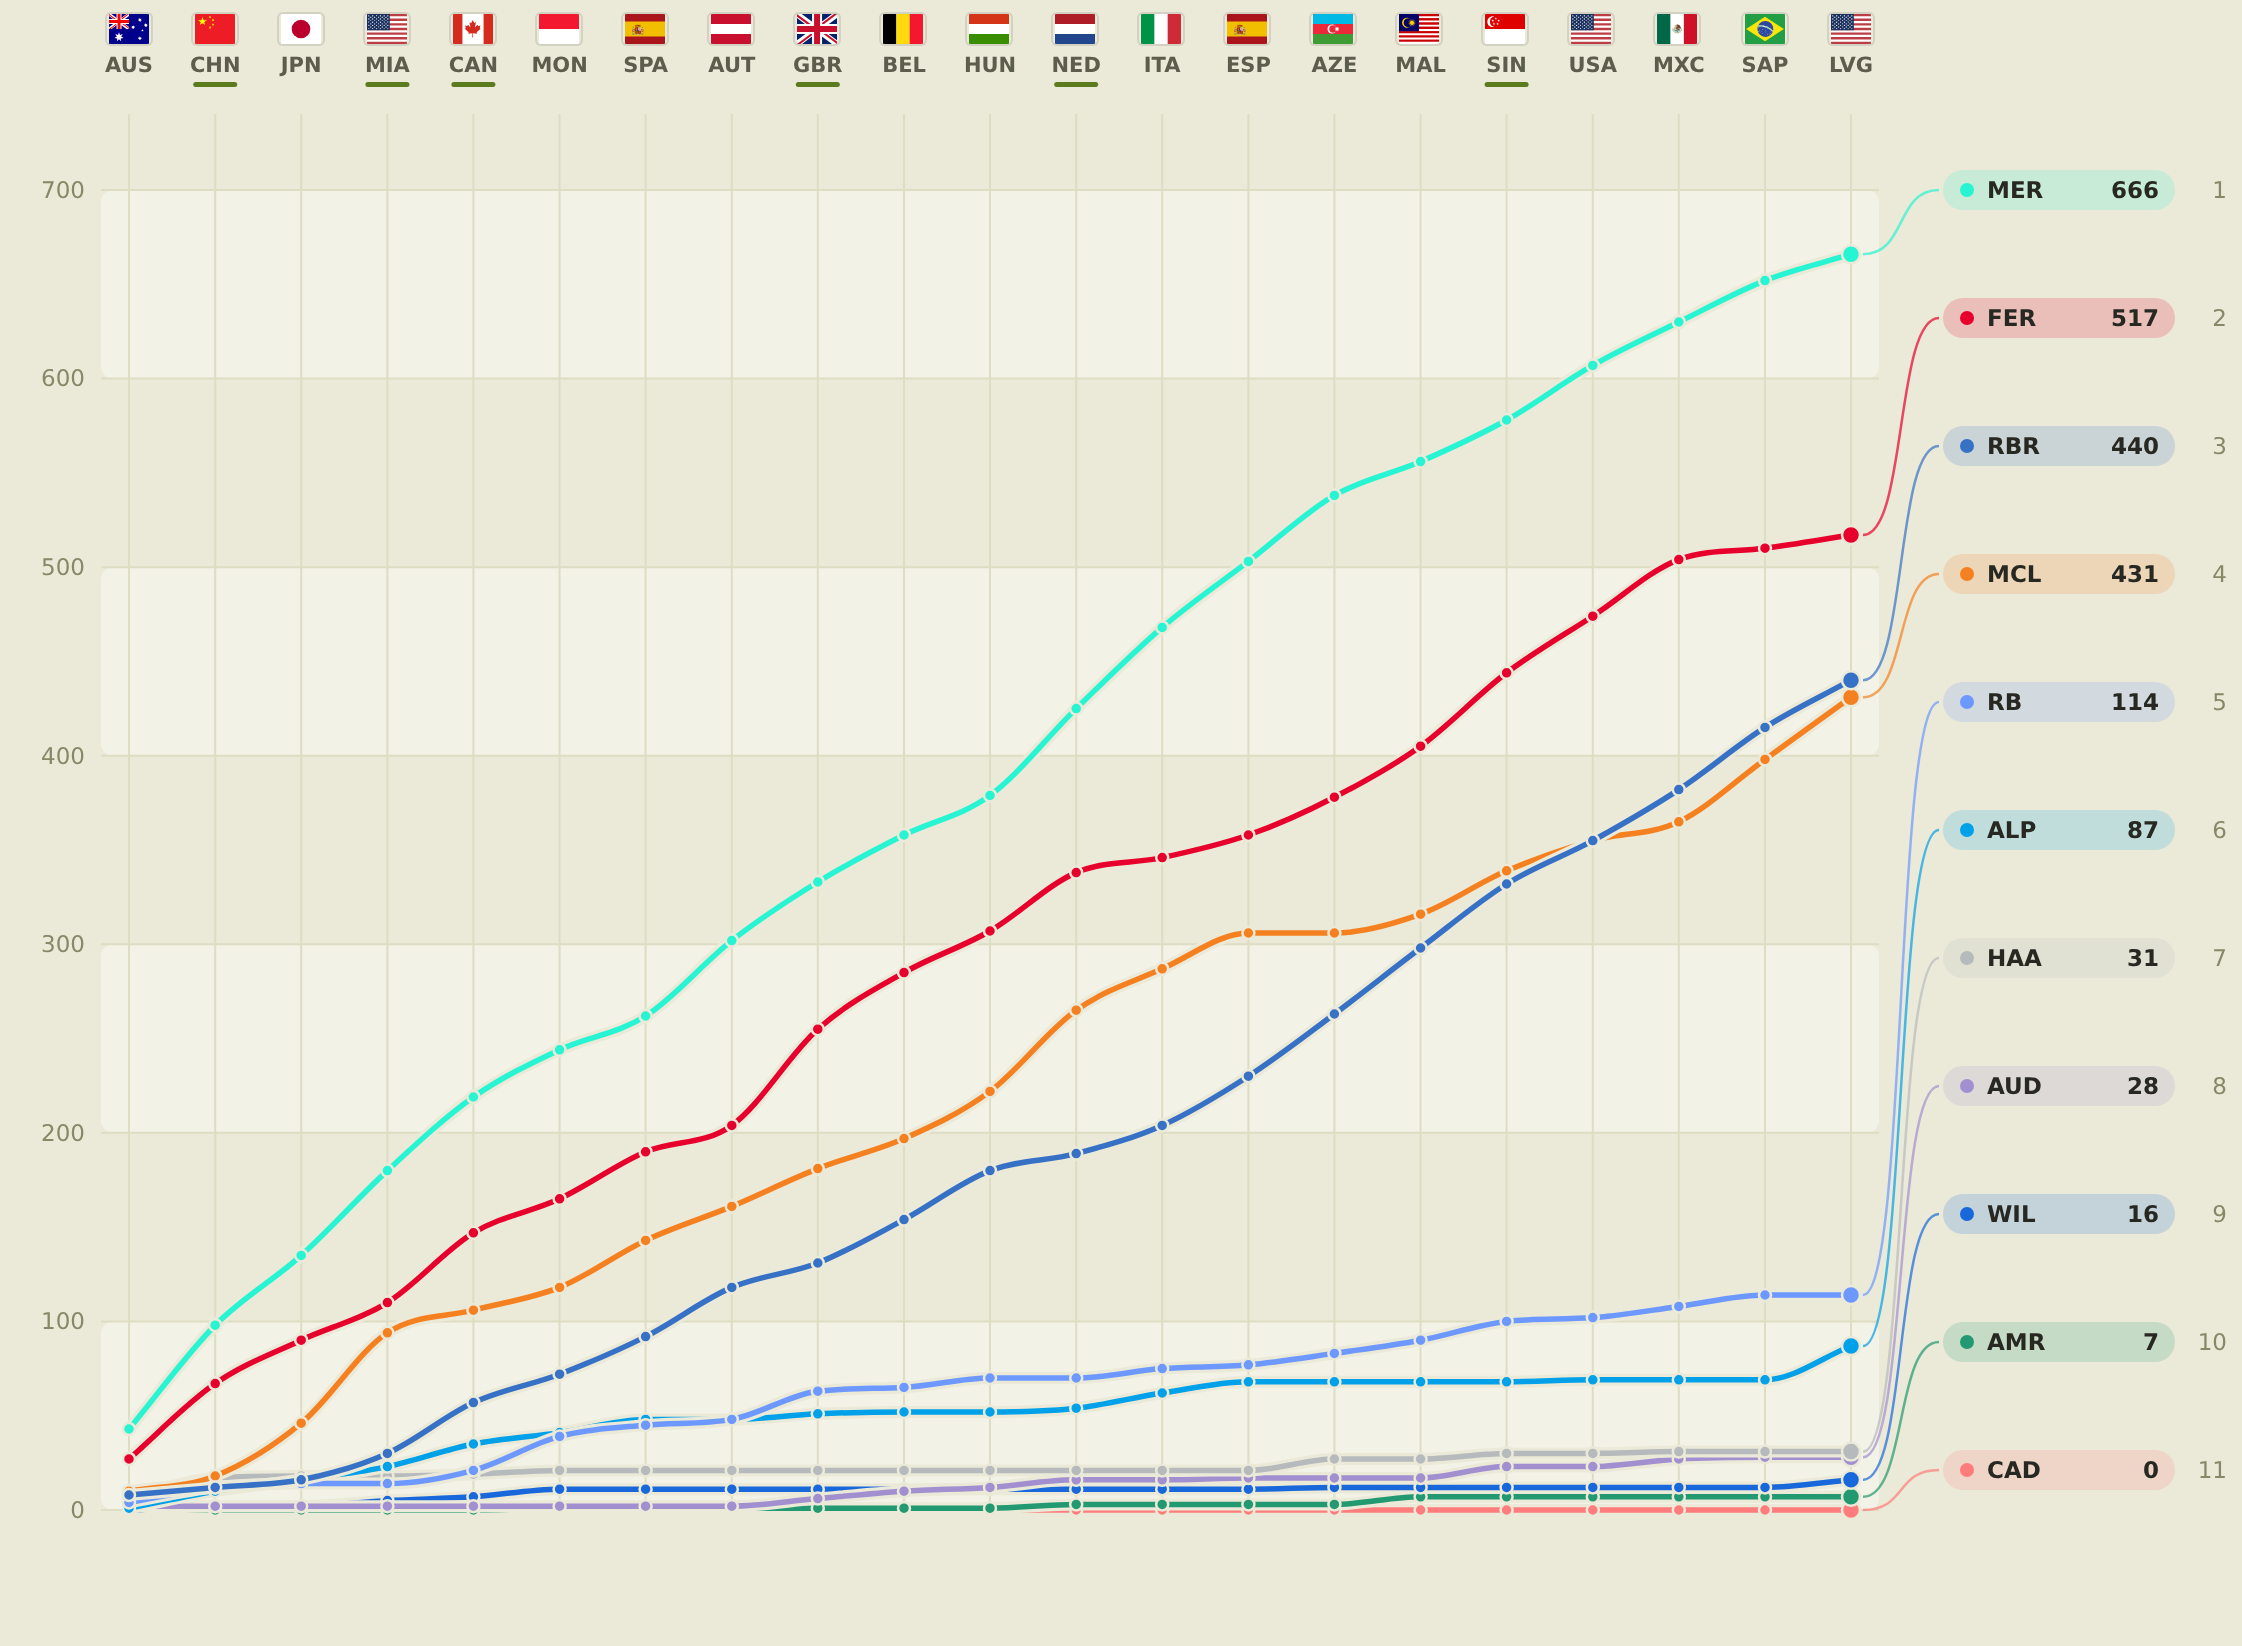 AUS CHN JPN MIA CAN MON SPA AUT GBR BEL HUN NED ITA ESP AZE MAL SIN USA MXC SAP LVG
700
600
500
400
300
200
100
0
MER 666 1
FER 517 2
RBR 440 3
MCL 431 4
RB 114 5
ALP 87 6
HAA 31 7
AUD 28 8
WIL 16 9
AMR 7 10
CAD 0 11